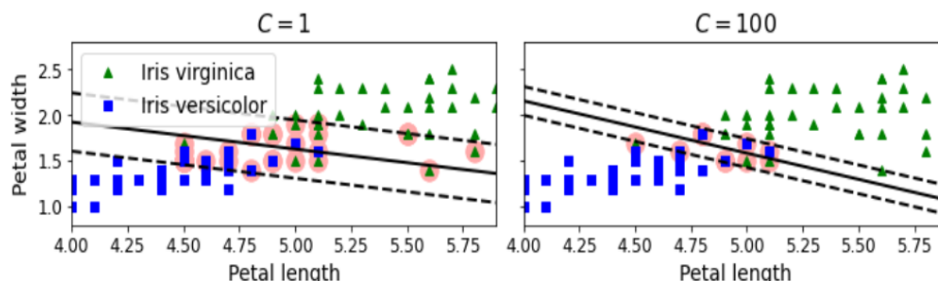 C = 1
C = 100
Petal width
2.5
2.0
1.5
1.0
Iris virginica
Iris versicolor
4.00 4.25 4.50 4.75 5.00 5.25 5.50 5.75
4.00 4.25 4.50 4.75 5.00 5.25 5.50 5.75
Petal length
Petal length